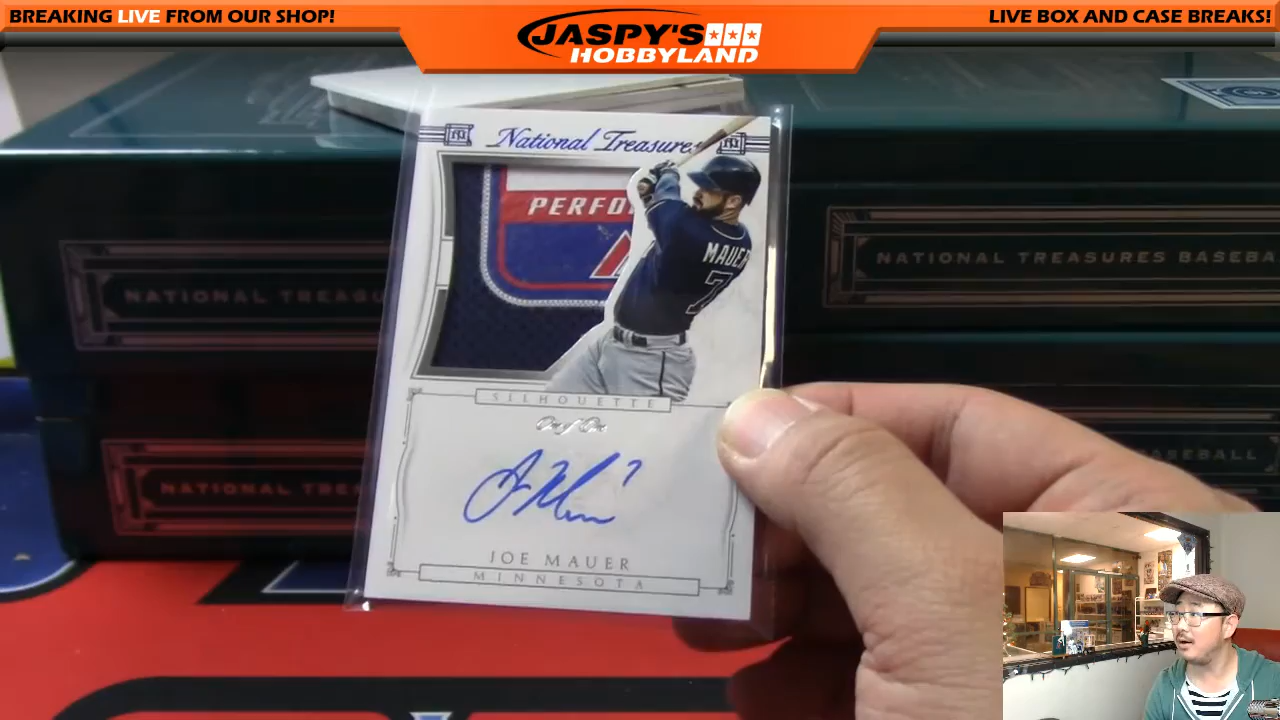 BREAKING LIVE FROM OUR SHOP!
JASPY'S
HOBBYLAND
LIVE BOX AND CASE BREAKS!
National Treasures
PERFO
MAUER
7
SILHOUETTE
One of One
JOE MAUER
MINNESOTA
NATIONAL TREASU
NATIONAL TREASURES BASEBA
NATIONAL TRE
BASEBALL